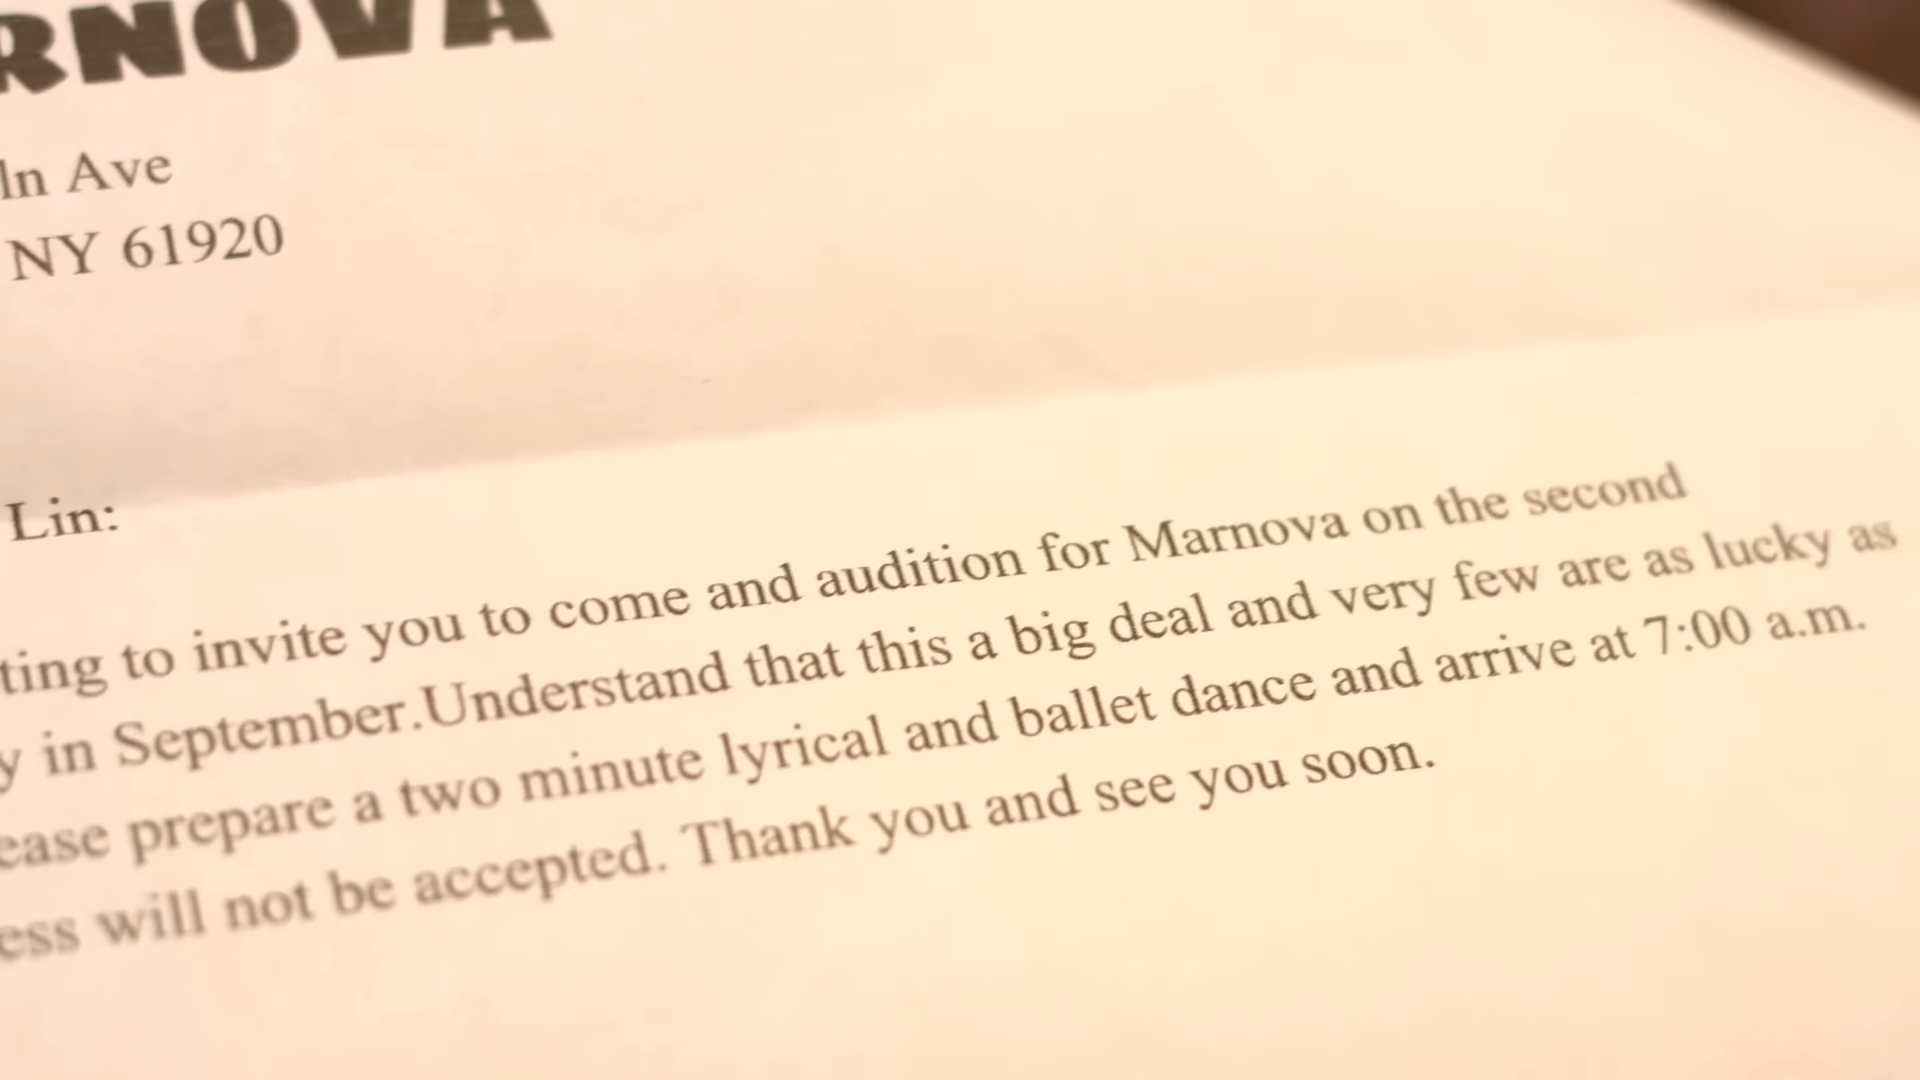 RNOVA
ln Ave
NY 61920
Lin:
ting to invite you to come and audition for Marnova on the second
y in September.Understand that this a big deal and very few are as lucky as
ease prepare a two minute lyrical and ballet dance and arrive at 7:00 a.m.
ess will not be accepted. Thank you and see you soon.